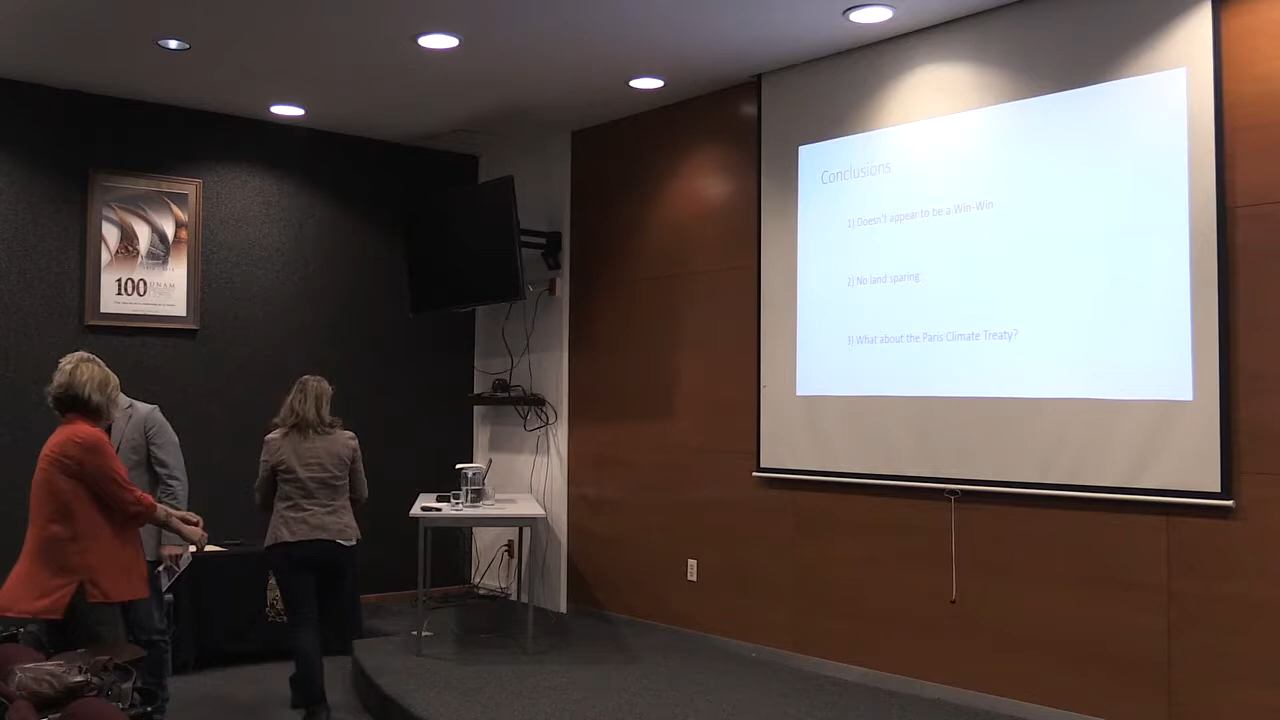 Conclusions
1) Doesn't appear to be a Win-Win
2) No land sparing
3) What about the Paris Climate Treaty?
100 UNAM